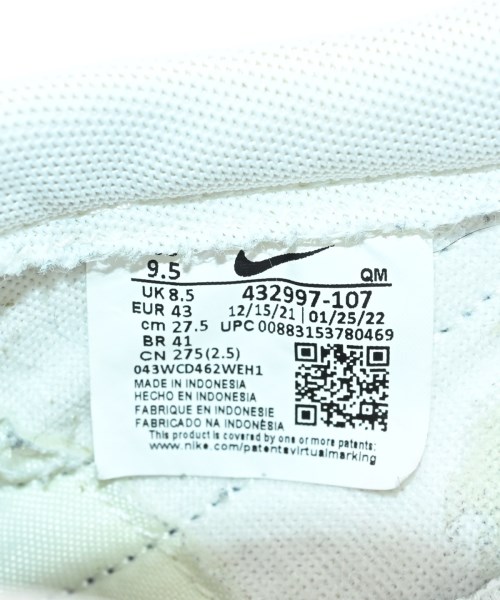 9.5 QM
UK 8.5 432997-107
EUR 43 12/15/21 | 01/25/22
cm 27.5 UPC 00883153780469
BR 41
CN 275(2.5)
043WCD462WEH1
MADE IN INDONESIA
HECHO EN INDONESIA
FABRIQUE EN INDONESIE
FABRICADO NA INDONÉSIA
This product is covered by one or more patents:
www.nike.com/patentsvirtualmarking